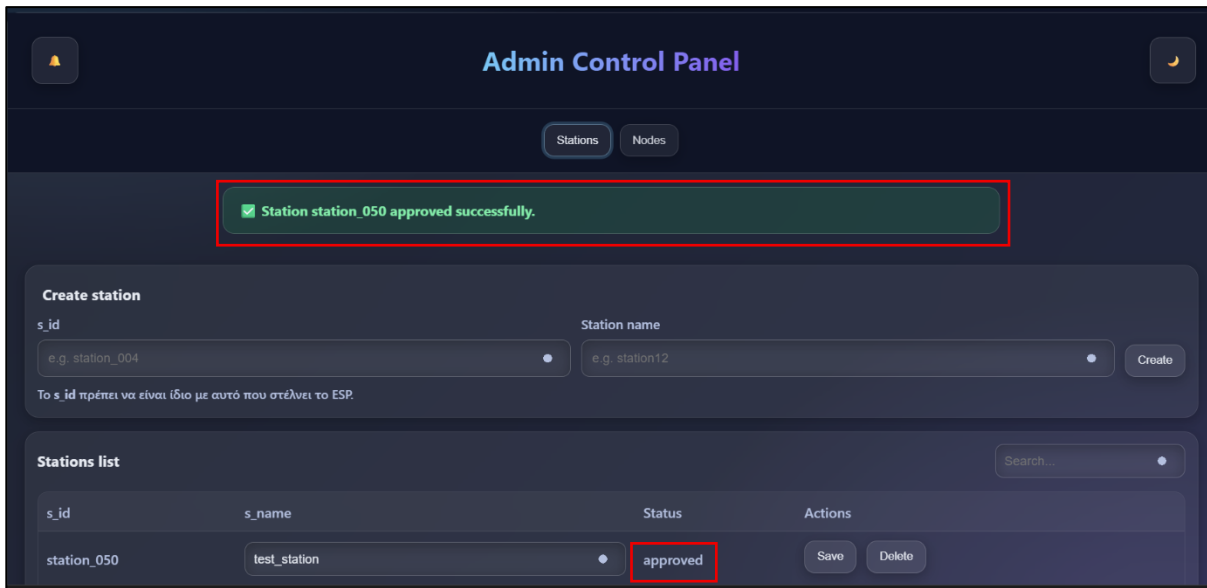 Admin Control Panel
Stations Nodes
✅ Station station_050 approved successfully.
Create station
s_id Station name
e.g. station_004 e.g. station12 Create
Το s_id πρέπει να είναι ίδιο με αυτό που στέλνει το ESP.
Stations list Search...
s_id s_name Status Actions
station_050 test_station approved Save Delete